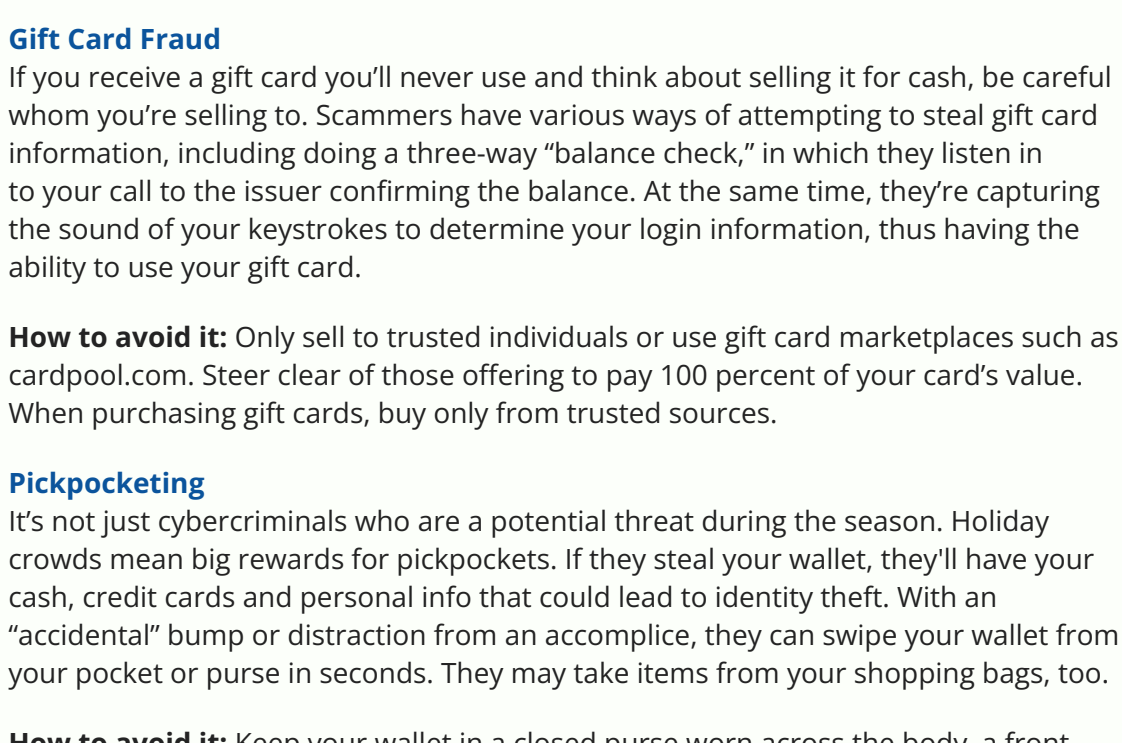 Gift Card Fraud
If you receive a gift card you’ll never use and think about selling it for cash, be careful
whom you’re selling to. Scammers have various ways of attempting to steal gift card
information, including doing a three-way “balance check,” in which they listen in
to your call to the issuer confirming the balance. At the same time, they’re capturing
the sound of your keystrokes to determine your login information, thus having the
ability to use your gift card.
How to avoid it: Only sell to trusted individuals or use gift card marketplaces such as
cardpool.com. Steer clear of those offering to pay 100 percent of your card’s value.
When purchasing gift cards, buy only from trusted sources.
Pickpocketing
It’s not just cybercriminals who are a potential threat during the season. Holiday
crowds mean big rewards for pickpockets. If they steal your wallet, they'll have your
cash, credit cards and personal info that could lead to identity theft. With an
“accidental” bump or distraction from an accomplice, they can swipe your wallet from
your pocket or purse in seconds. They may take items from your shopping bags, too.
How to avoid it: Keep your wallet in a closed purse worn across the body, a front